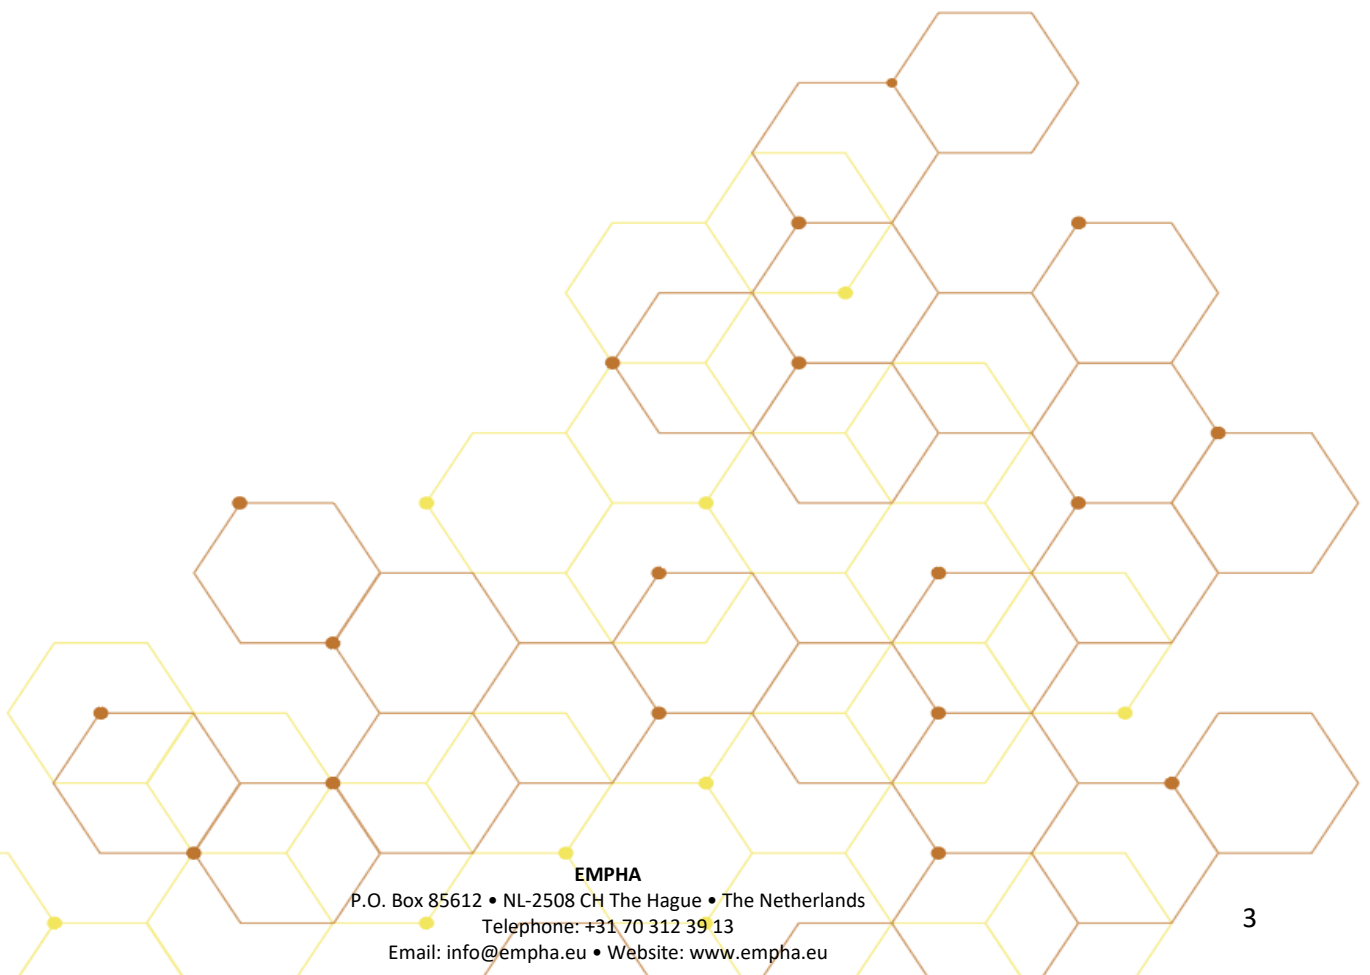 EMPHA
P.O. Box 85612 • NL-2508 CH The Hague • The Netherlands
Telephone: +31 70 312 39 13
Email: info@empha.eu • Website: www.empha.eu
3